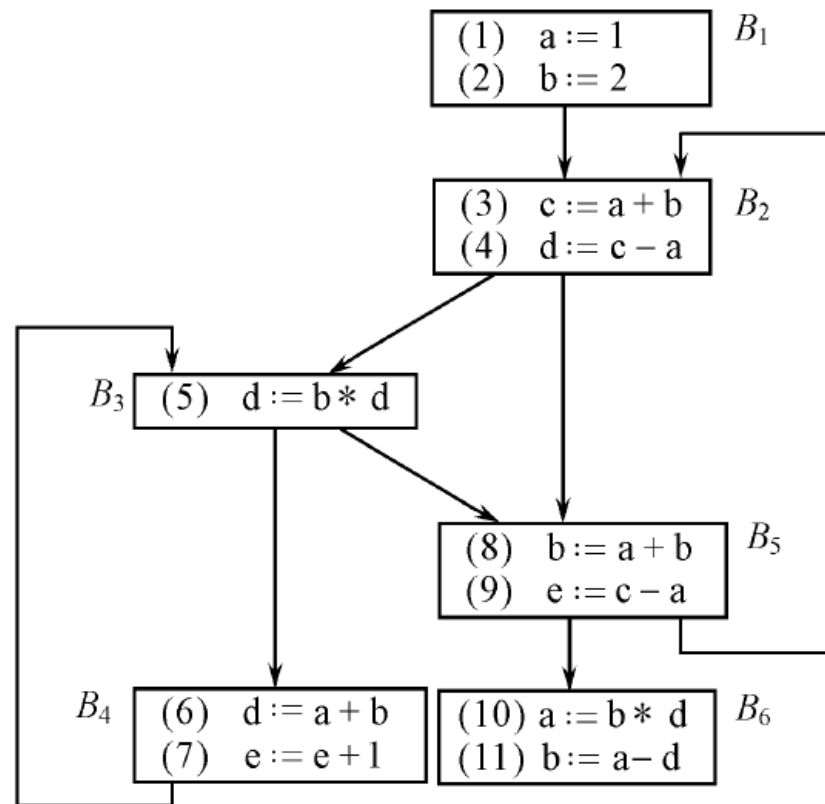 (1) a := 1
(2) b := 2
B₁
(3) c := a + b
(4) d := c − a
B₂
B₃
(5) d := b * d
(8) b := a + b
(9) e := c − a
B₅
B₄
(6) d := a + b
(7) e := e + 1
(10) a := b * d
(11) b := a − d
B₆